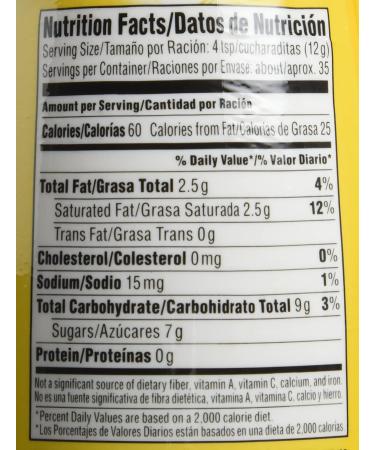 Nutrition Facts/Datos de Nutrición
Serving Size/Tamaño por Ración: 4 tsp/cucharaditas (12g)
Servings per Container/Raciones por Envase: about/aprox. 35
Amount per Serving/Cantidad por Ración
Calories/Calorías 60 Calories from Fat/Calorías de Grasa 25
% Daily Value*/% Valor Diario*
Total Fat/Grasa Total 2.5g 4%
Saturated Fat/Grasa Saturada 2.5g 12%
Trans Fat/Grasa Trans 0g
Cholesterol/Colesterol 0mg 0%
Sodium/Sodio 15mg 1%
Total Carbohydrate/Carbohidrato Total 9g 3%
Sugars/Azúcares 7g
Protein/Proteínas 0g
Not a significant source of dietary fiber, vitamin A, vitamin C, calcium, and iron.
No es una fuente significativa de fibra dietética, vitamina A, vitamina C, calcio y hierro.
*Percent Daily Values are based on a 2,000 calorie diet.
*Los Porcentajes de Valores Diarios están basados en una dieta de 2,000 calorías